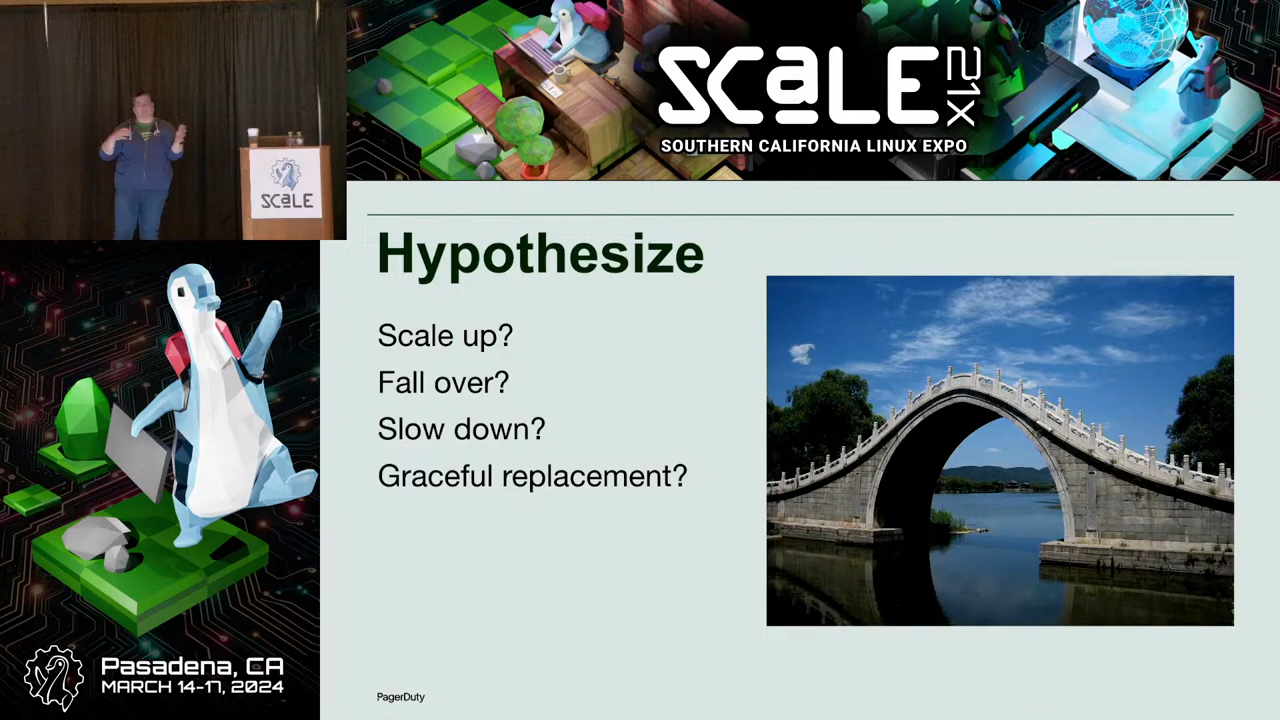 SCaLE 21X
SOUTHERN CALIFORNIA LINUX EXPO
SCaLE
Hypothesize
Scale up?
Fall over?
Slow down?
Graceful replacement?
Pasadena, CA
MARCH 14-17, 2024
PagerDuty